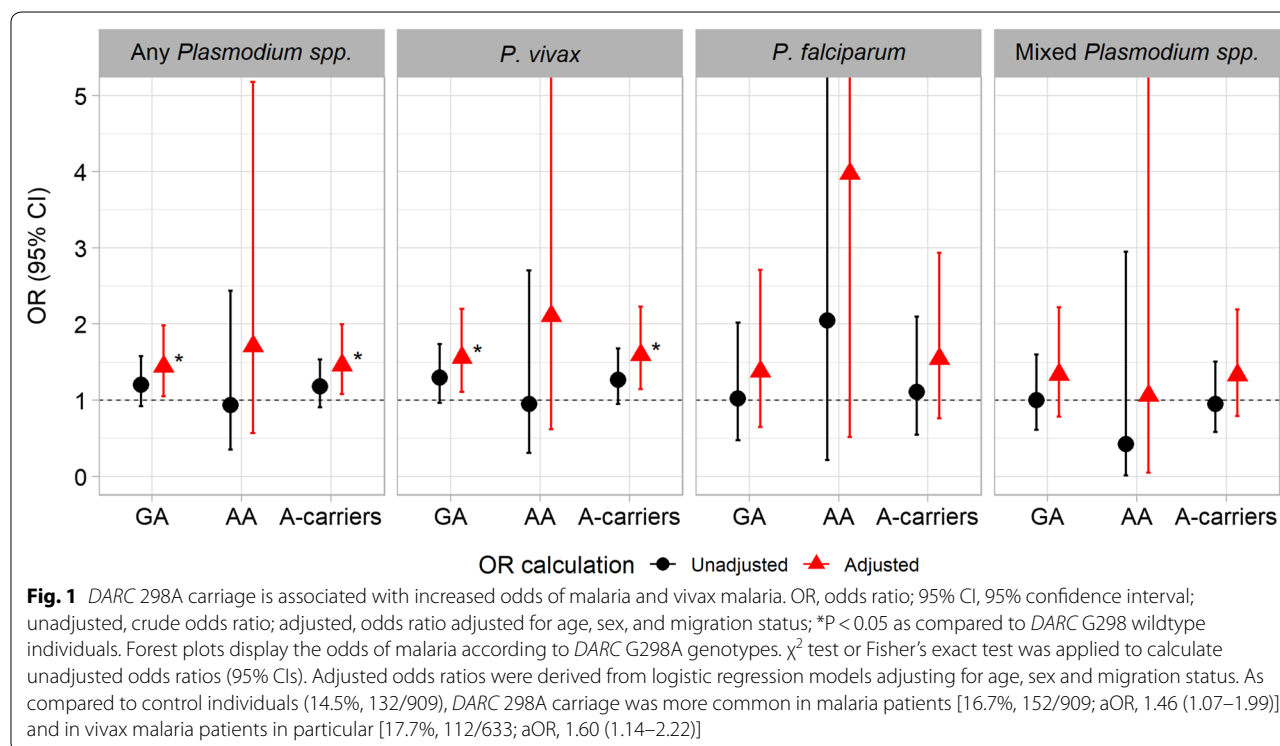 Any Plasmodium spp. P. vivax P. falciparum Mixed Plasmodium spp.
OR (95% CI)
5
4
3
2
1
0
* * * *
GA AA A-carriers GA AA A-carriers GA AA A-carriers GA AA A-carriers
OR calculation Unadjusted Adjusted
Fig. 1 DARC 298A carriage is associated with increased odds of malaria and vivax malaria. OR, odds ratio; 95% CI, 95% confidence interval;
unadjusted, crude odds ratio; adjusted, odds ratio adjusted for age, sex, and migration status; *P < 0.05 as compared to DARC G298 wildtype
individuals. Forest plots display the odds of malaria according to DARC G298A genotypes. χ² test or Fisher's exact test was applied to calculate
unadjusted odds ratios (95% CIs). Adjusted odds ratios were derived from logistic regression models adjusting for age, sex and migration status. As
compared to control individuals (14.5%, 132/909), DARC 298A carriage was more common in malaria patients [16.7%, 152/909; aOR, 1.46 (1.07–1.99)]
and in vivax malaria patients in particular [17.7%, 112/633; aOR, 1.60 (1.14–2.22)]